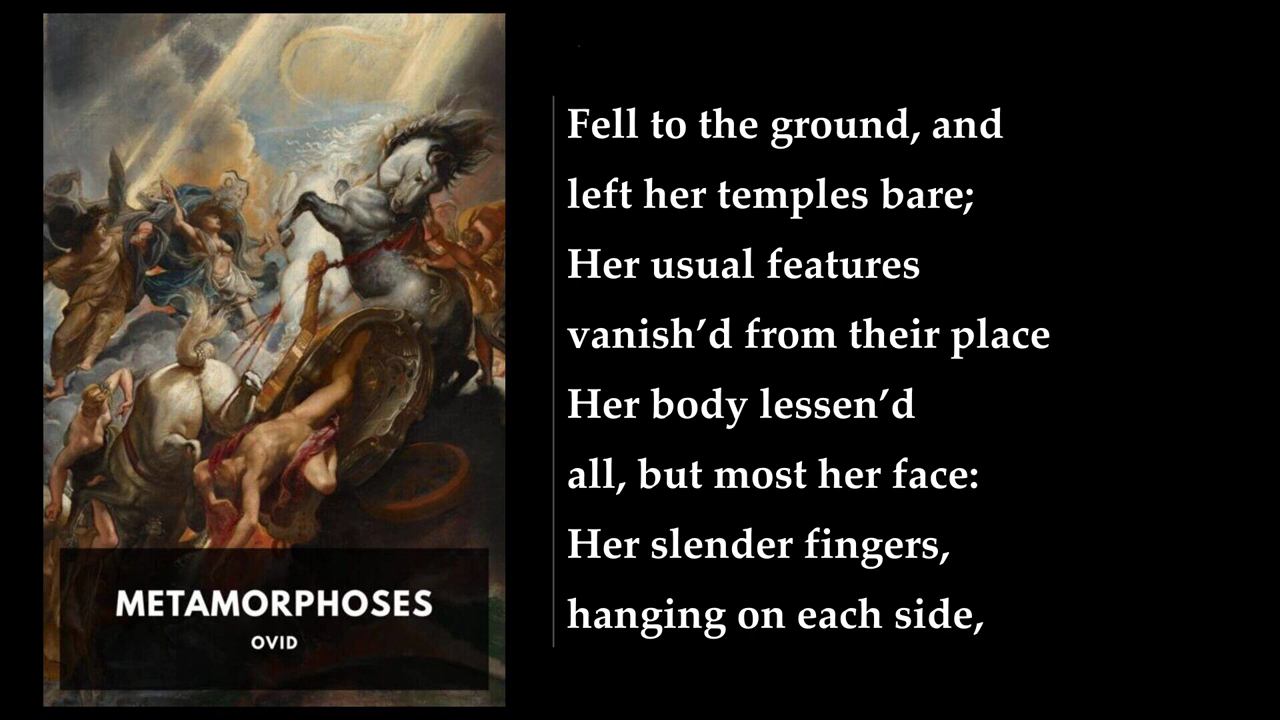 METAMORPHOSES
OVID
Fell to the ground, and
left her temples bare;
Her usual features
vanish’d from their place
Her body lessen’d
all, but most her face:
Her slender fingers,
hanging on each side,